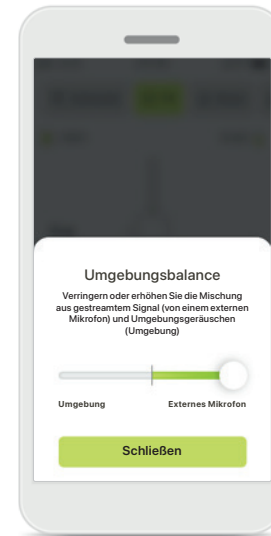 Umgebungsbalance
Verringern oder erhöhen Sie die Mischung
aus gestreamtem Signal (von einem externen
Mikrofon) und Umgebungsgeräuschen
(Umgebung)
Umgebung Externes Mikrofon
Schließen